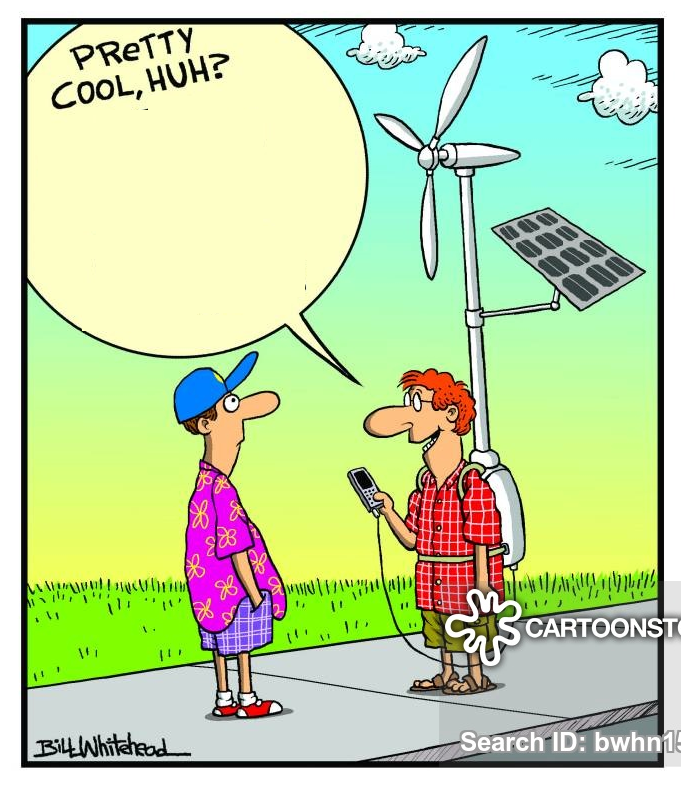 PReTTY
COOL, HUH?
CARTOONSTO
Bill Whitehead
Search ID: bwhn15